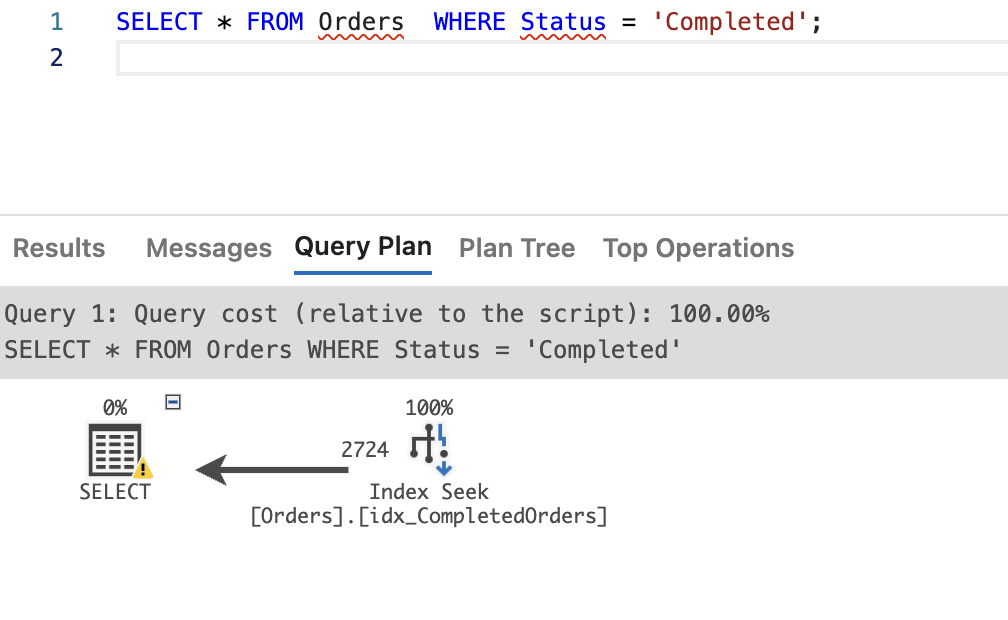 1 SELECT * FROM Orders  WHERE Status = 'Completed';
2
Results Messages Query Plan Plan Tree Top Operations
Query 1: Query cost (relative to the script): 100.00%
SELECT * FROM Orders WHERE Status = 'Completed'
0% 100%
2724
SELECT Index Seek
[Orders].[idx_CompletedOrders]